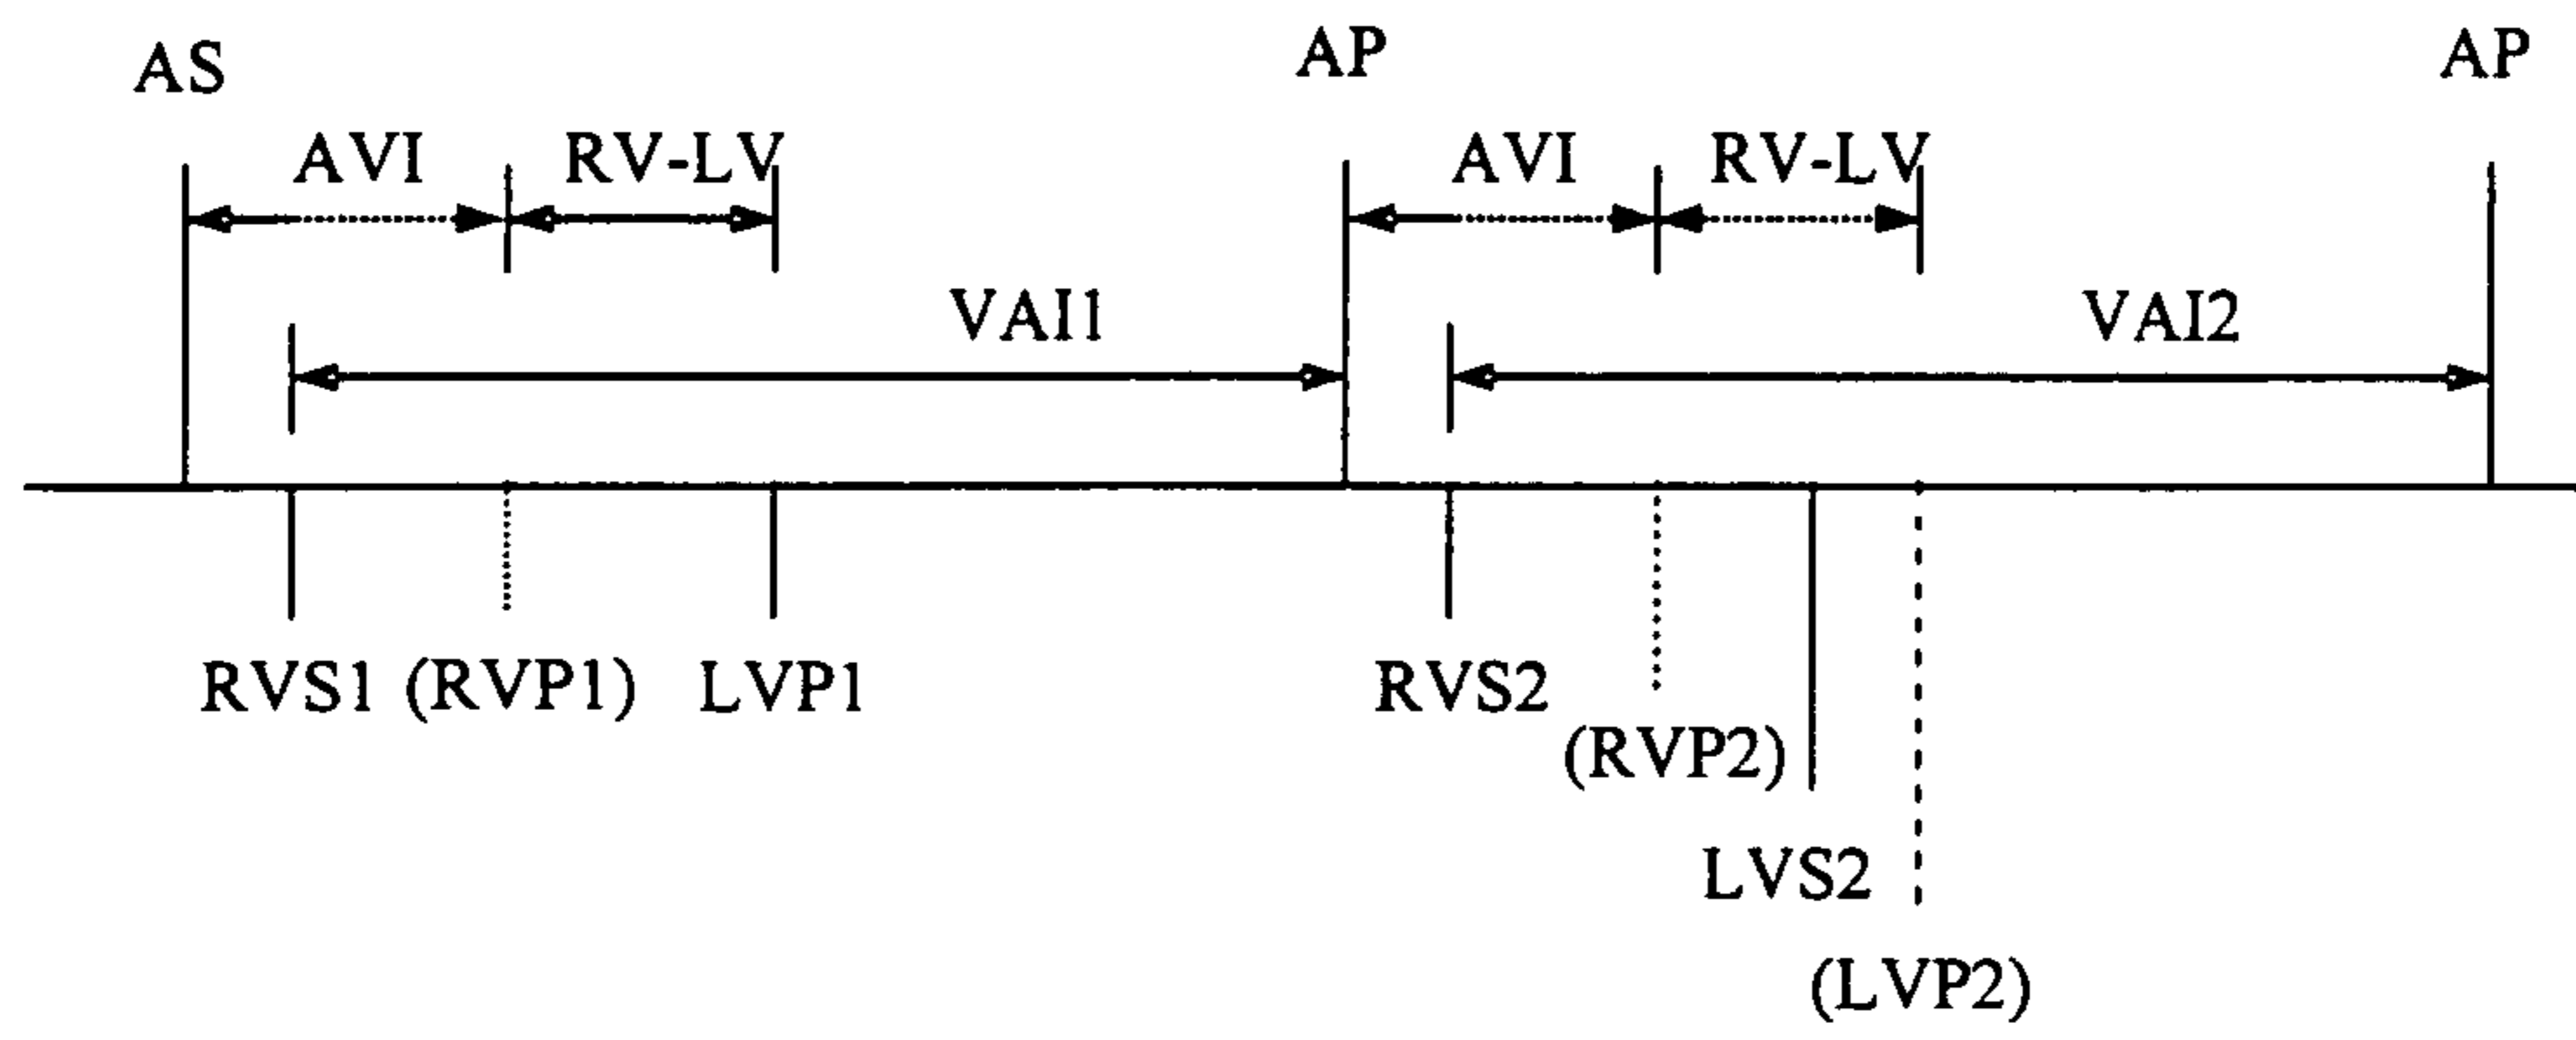 AS AP AP
AVI RV-LV AVI RV-LV
VAI1 VAI2
RVS1 (RVP1) LVP1 RVS2
(RVP2)
LVS2
(LVP2)